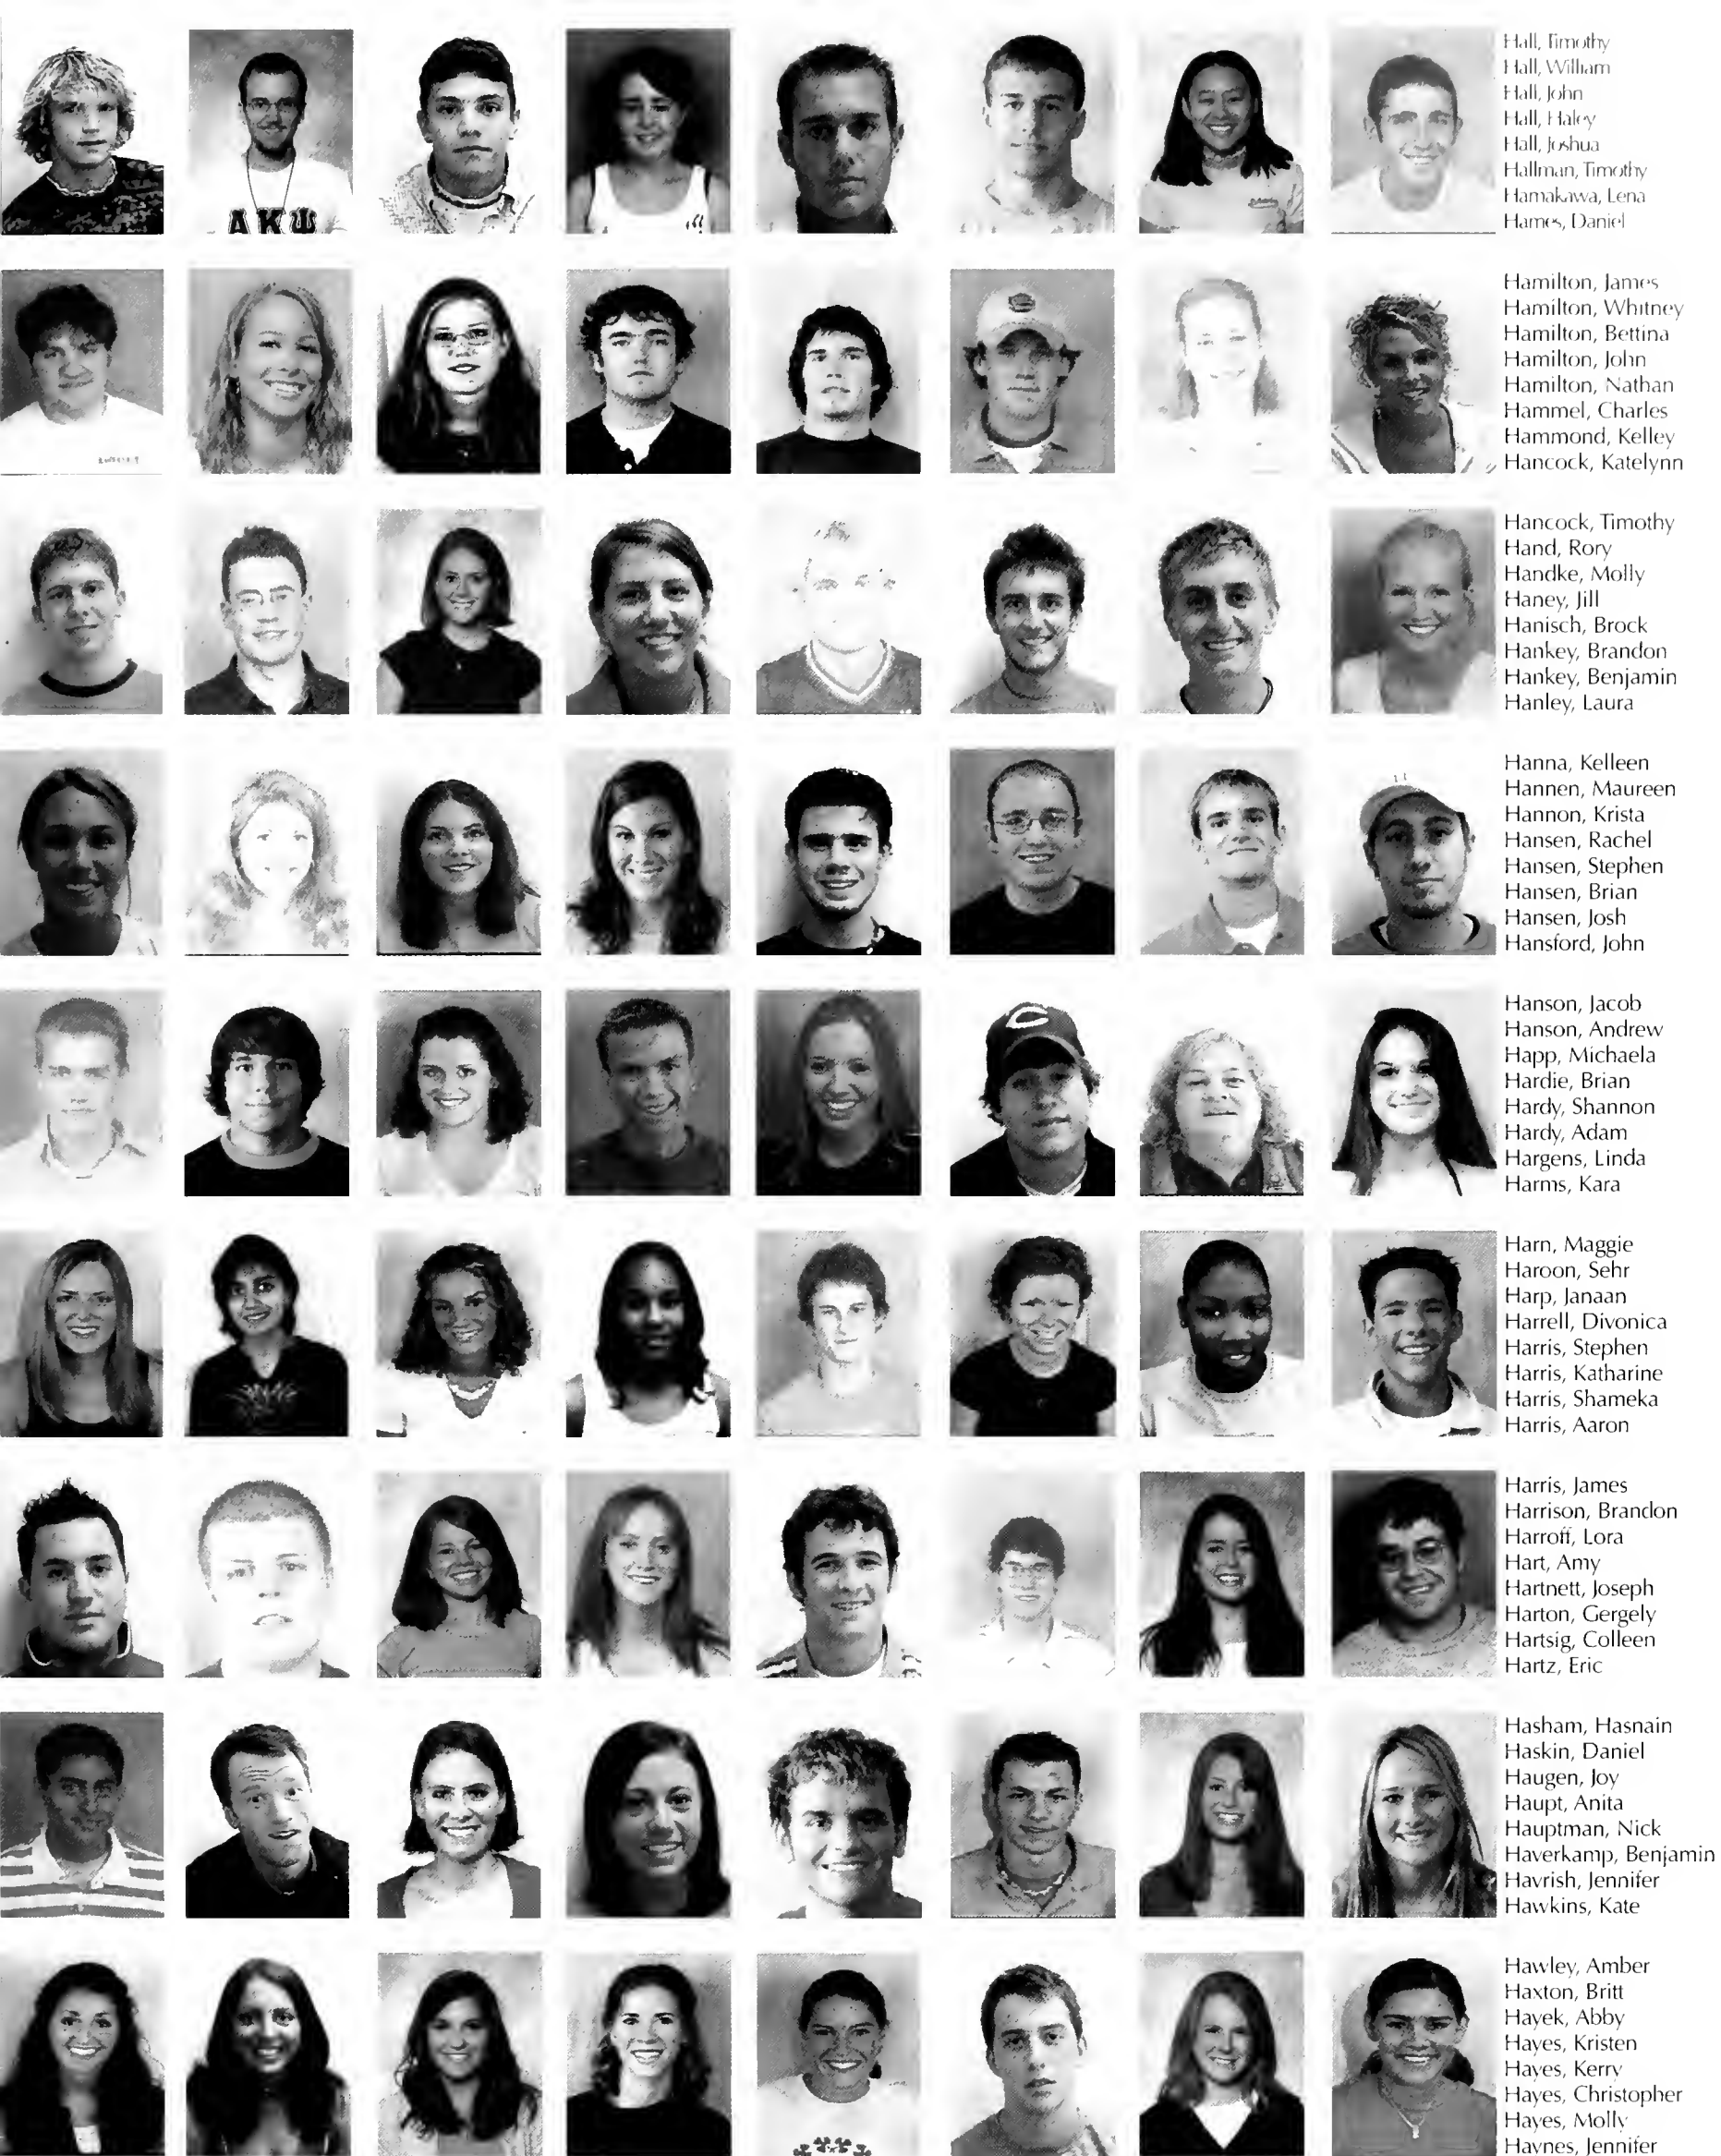 ΑΚΨ
C
Hall, Timothy
Hall, William
Hall, John
Hall, Haley
Hall, Joshua
Hallman, Timothy
Hamakawa, Lena
Hames, Daniel
Hamilton, James
Hamilton, Whitney
Hamilton, Bettina
Hamilton, John
Hamilton, Nathan
Hammel, Charles
Hammond, Kelley
Hancock, Katelynn
Hancock, Timothy
Hand, Rory
Handke, Molly
Haney, Jill
Hanisch, Brock
Hankey, Brandon
Hankey, Benjamin
Hanley, Laura
Hanna, Kelleen
Hannen, Maureen
Hannon, Krista
Hansen, Rachel
Hansen, Stephen
Hansen, Brian
Hansen, Josh
Hansford, John
Hanson, Jacob
Hanson, Andrew
Happ, Michaela
Hardie, Brian
Hardy, Shannon
Hardy, Adam
Hargens, Linda
Harms, Kara
Harn, Maggie
Haroon, Sehr
Harp, Janaan
Harrell, Divonica
Harris, Stephen
Harris, Katharine
Harris, Shameka
Harris, Aaron
Harris, James
Harrison, Brandon
Harroff, Lora
Hart, Amy
Hartnett, Joseph
Harton, Gergely
Hartsig, Colleen
Hartz, Eric
Hasham, Hasnain
Haskin, Daniel
Haugen, Joy
Haupt, Anita
Hauptman, Nick
Haverkamp, Benjamin
Havrish, Jennifer
Hawkins, Kate
Hawley, Amber
Haxton, Britt
Hayek, Abby
Hayes, Kristen
Hayes, Kerry
Hayes, Christopher
Hayes, Molly
Haynes, Jennifer